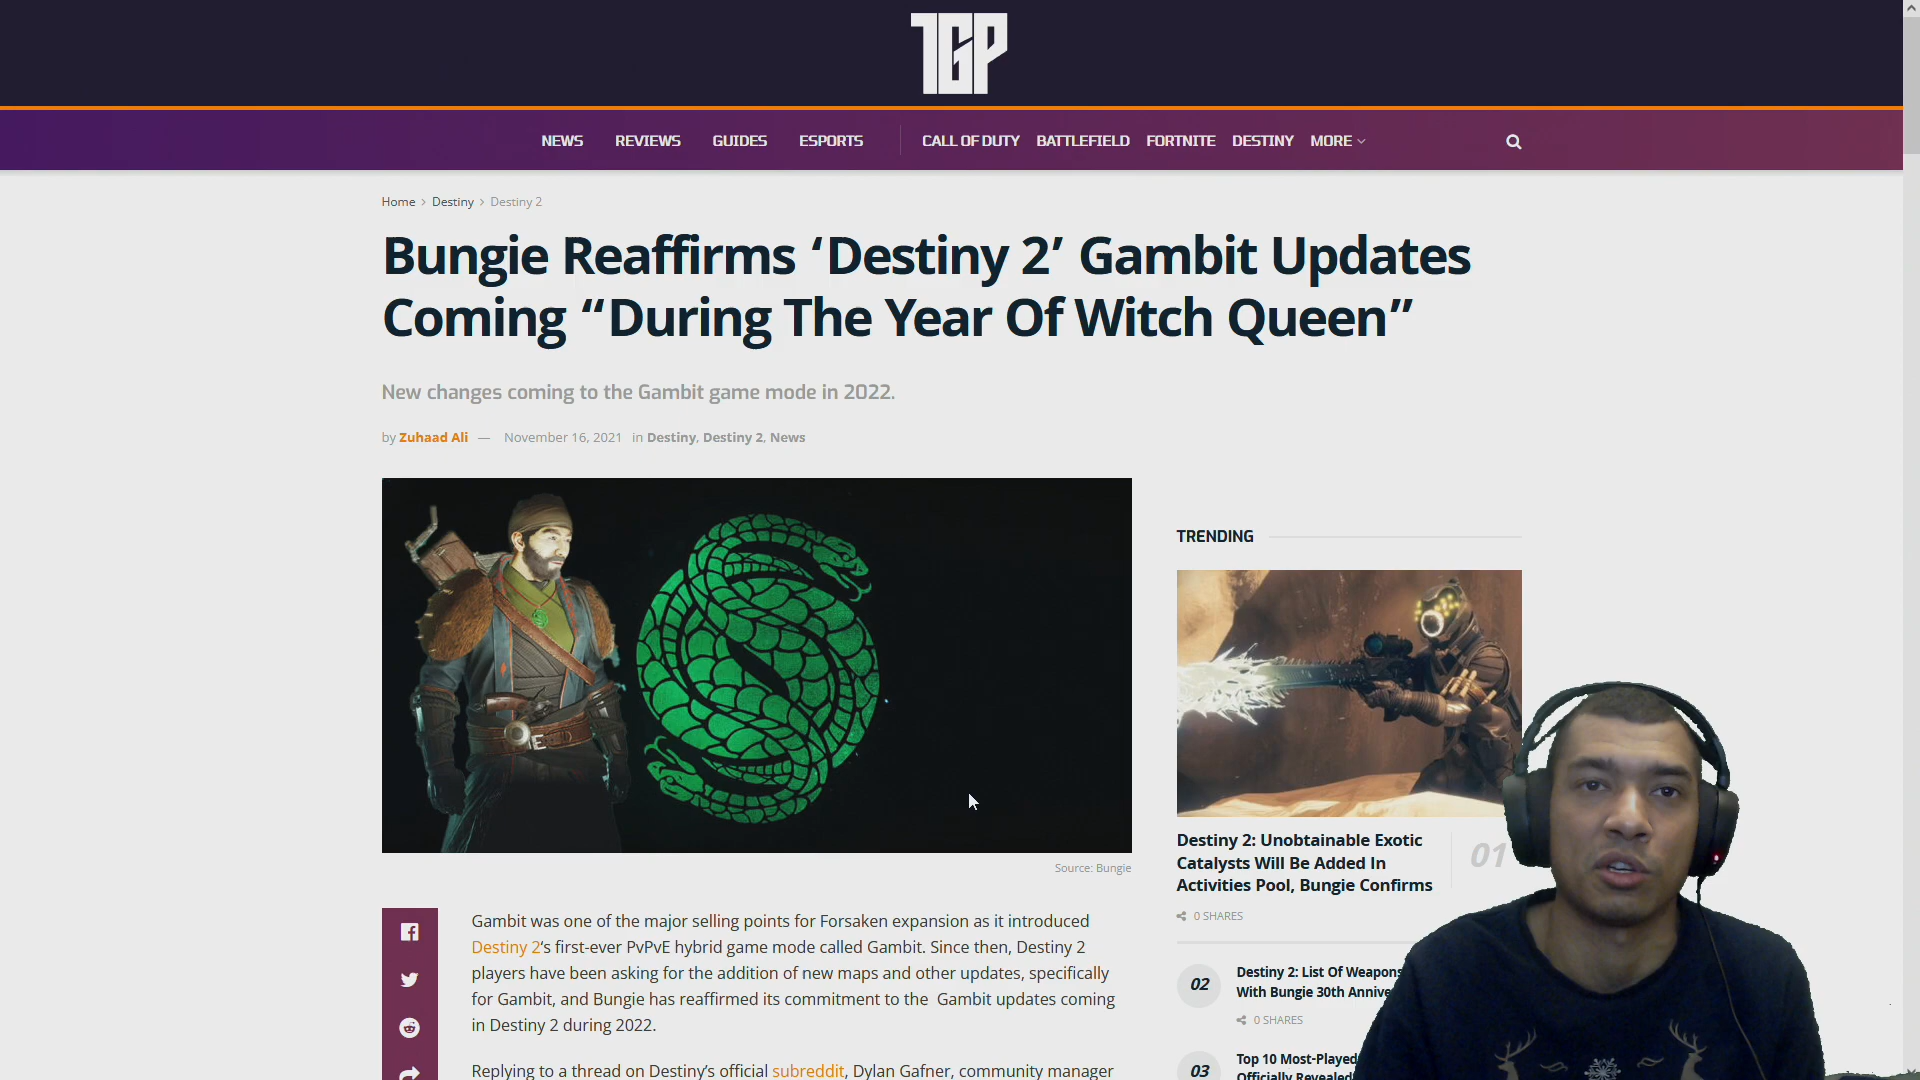 TGP
NEWS REVIEWS GUIDES ESPORTS CALL OF DUTY BATTLEFIELD FORTNITE DESTINY MORE
Home > Destiny > Destiny 2
Bungie Reaffirms ‘Destiny 2’ Gambit Updates
Coming “During The Year Of Witch Queen”
New changes coming to the Gambit game mode in 2022.
by Zuhaad Ali — November 16, 2021 in Destiny, Destiny 2, News
Source: Bungie
Gambit was one of the major selling points for Forsaken expansion as it introduced
Destiny 2‘s first-ever PvPvE hybrid game mode called Gambit. Since then, Destiny 2
players have been asking for the addition of new maps and other updates, specifically
for Gambit, and Bungie has reaffirmed its commitment to the Gambit updates coming
in Destiny 2 during 2022.
Replying to a thread on Destiny’s official subreddit, Dylan Gafner, community manager
TRENDING
Destiny 2: Unobtainable Exotic
Catalysts Will Be Added In
Activities Pool, Bungie Confirms
01
0 SHARES
02
Destiny 2: List Of Weapons
With Bungie 30th Annive
0 SHARES
03
Top 10 Most-Played
Officially Revealed